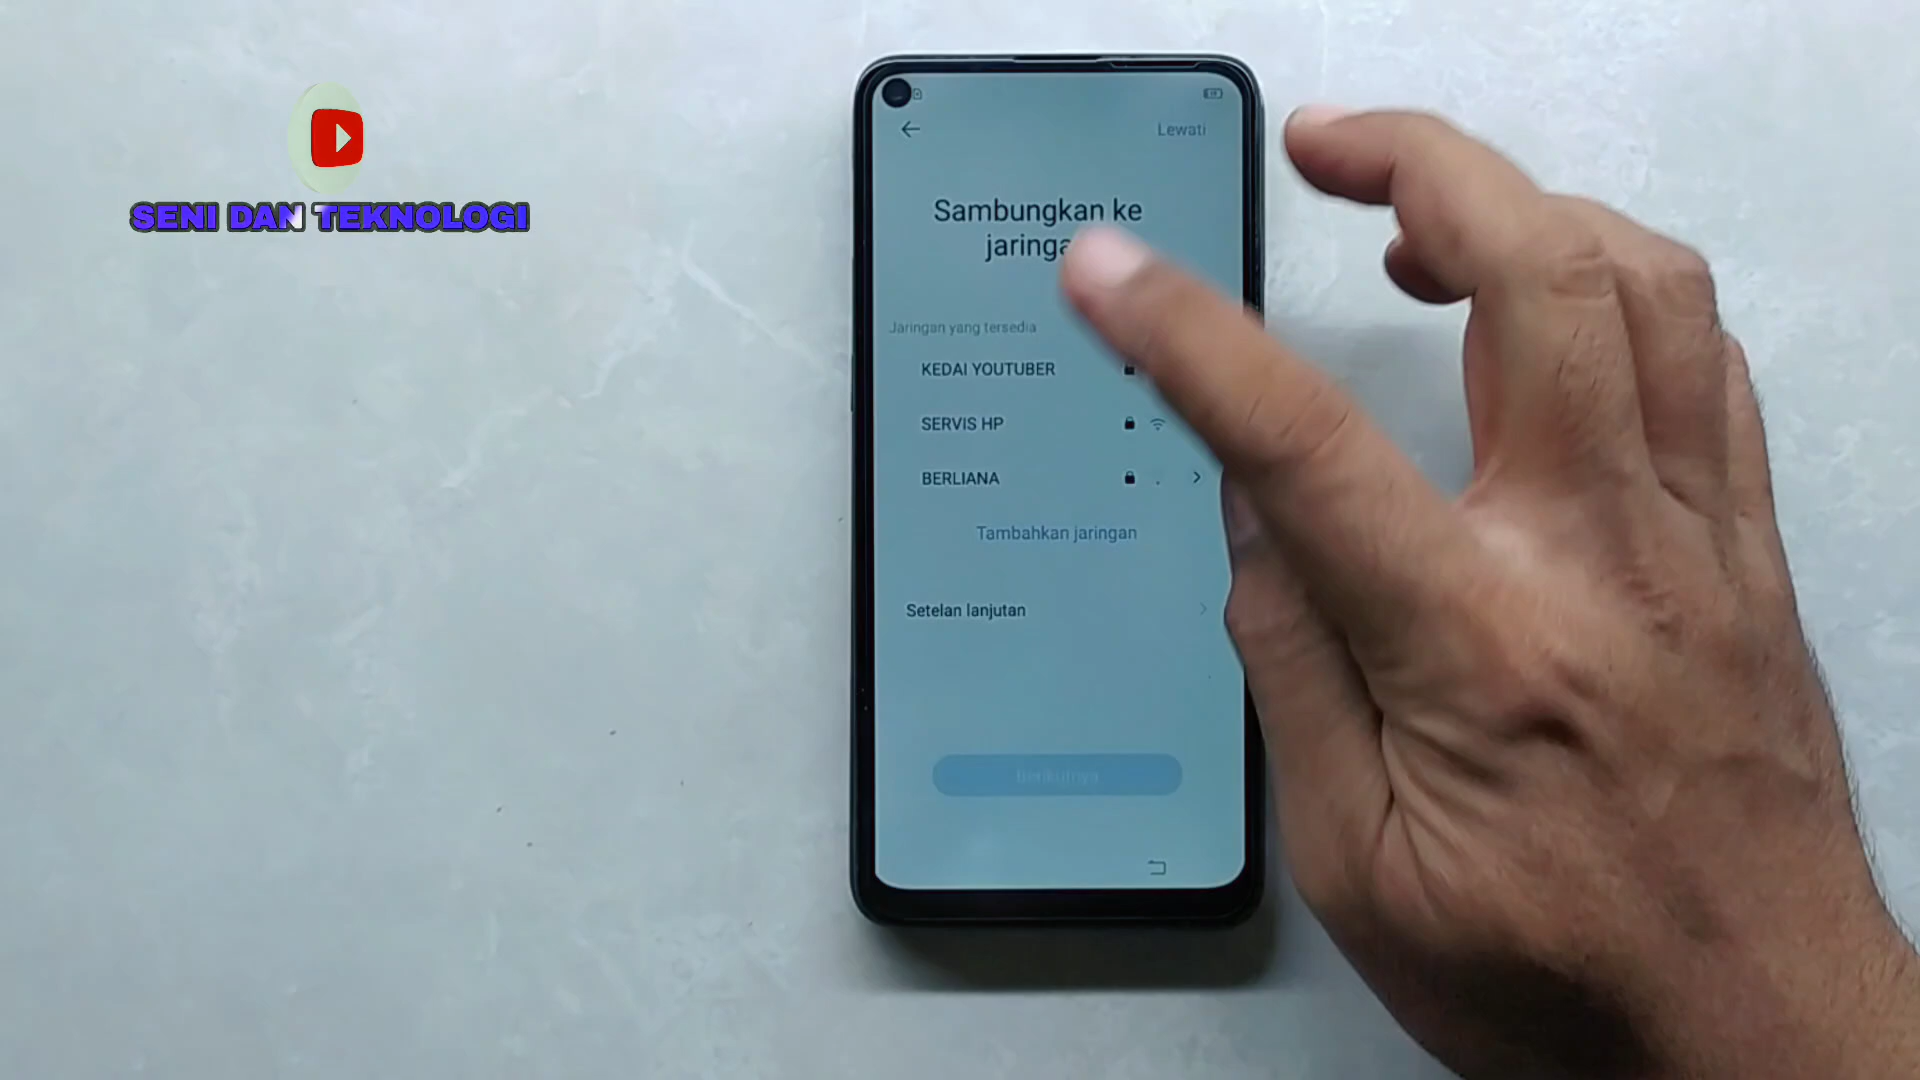 SENI DAN TEKNOLOGI
Lewati
Sambungkan ke
jaringa
Jaringan yang tersedia
KEDAI YOUTUBER
SERVIS HP
BERLIANA
Tambahkan jaringan
Setelan lanjutan
Berikutnya